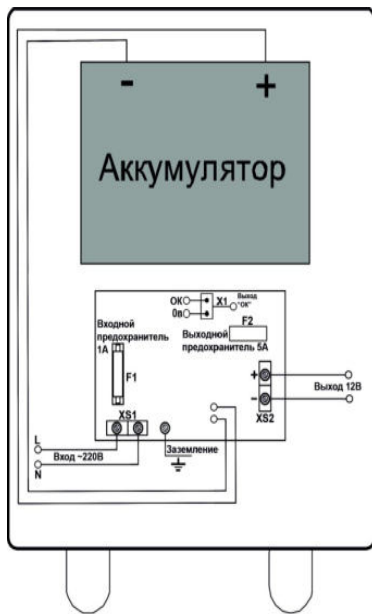 - +
Аккумулятор
ОК
0в
X1
Выход
"ОК"
F2
Входной
предохранитель
1А
F1
Выходной
предохранитель 5А
+
-
Выход 12В
XS2
XS1
L
N
Вход ~220В
Заземление